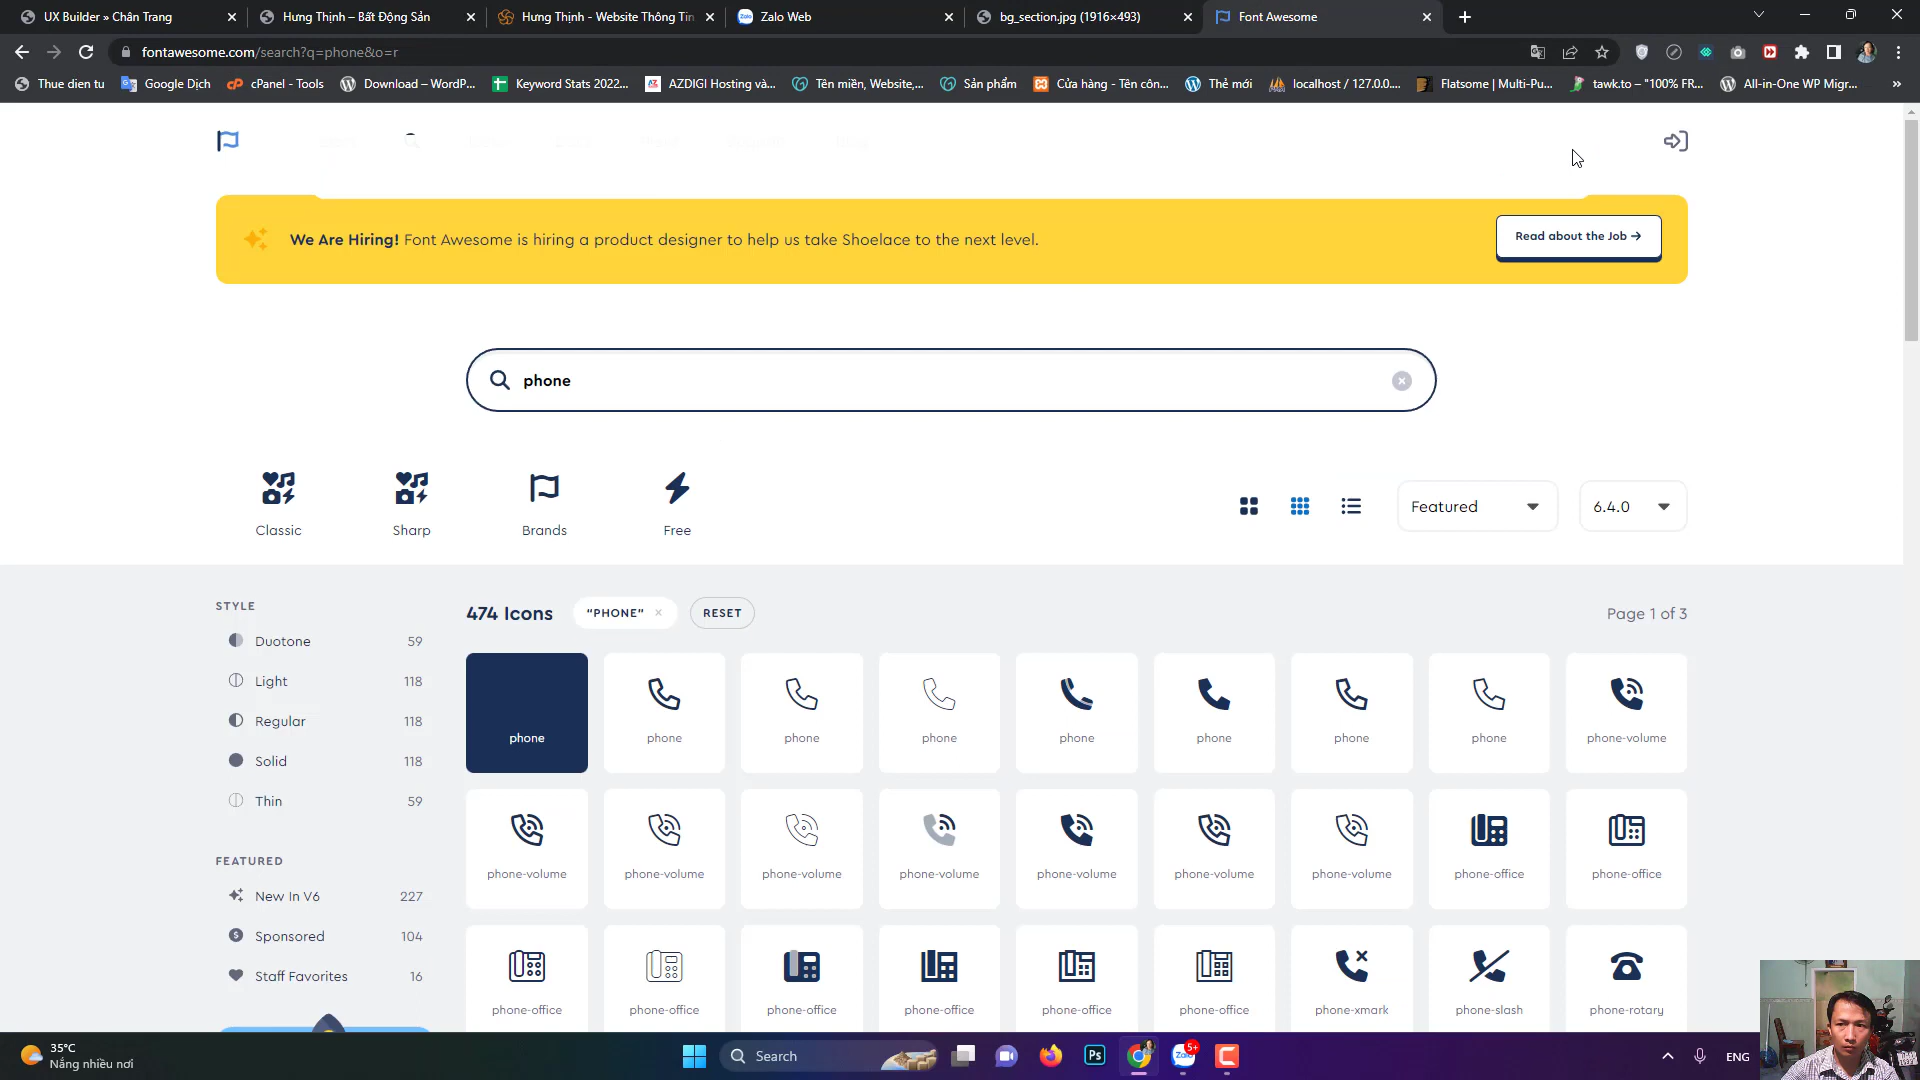 UX Builder » Chân Trang
Hưng Thịnh – Bất Động Sản
Hưng Thịnh - Website Thông Tin
Zalo Web
bg_section.jpg (1916×493)
Font Awesome
fontawesome.com/search?q=phone&o=r
Thue dien tu
Google Dịch
cPanel - Tools
Download – WordP...
Keyword Stats 2022...
AZDIGI Hosting và...
Tên miền, Website,...
Sản phẩm
Cửa hàng - Tên côn...
Thẻ mới
localhost / 127.0.0....
Flatsome | Multi-Pu...
tawk.to – "100% FR...
All-in-One WP Migr...
We Are Hiring! Font Awesome is hiring a product designer to help us take Shoelace to the next level.
Read about the Job →
phone
Classic
Sharp
Brands
Free
Featured
6.4.0
STYLE
Duotone 59
Light 118
Regular 118
Solid 118
Thin 59
FEATURED
New In V6 227
Sponsored 104
Staff Favorites 16
474 Icons
"PHONE" ×
RESET
Page 1 of 3
phone phone phone phone phone phone phone phone phone-volume
phone-volume phone-volume phone-volume phone-volume phone-volume phone-volume phone-volume phone-office phone-office
phone-office phone-office phone-office phone-office phone-office phone-office phone-xmark phone-slash phone-rotary
35°C
Nắng nhiều nơi
Search
Ps
Zalo
5+
ENG